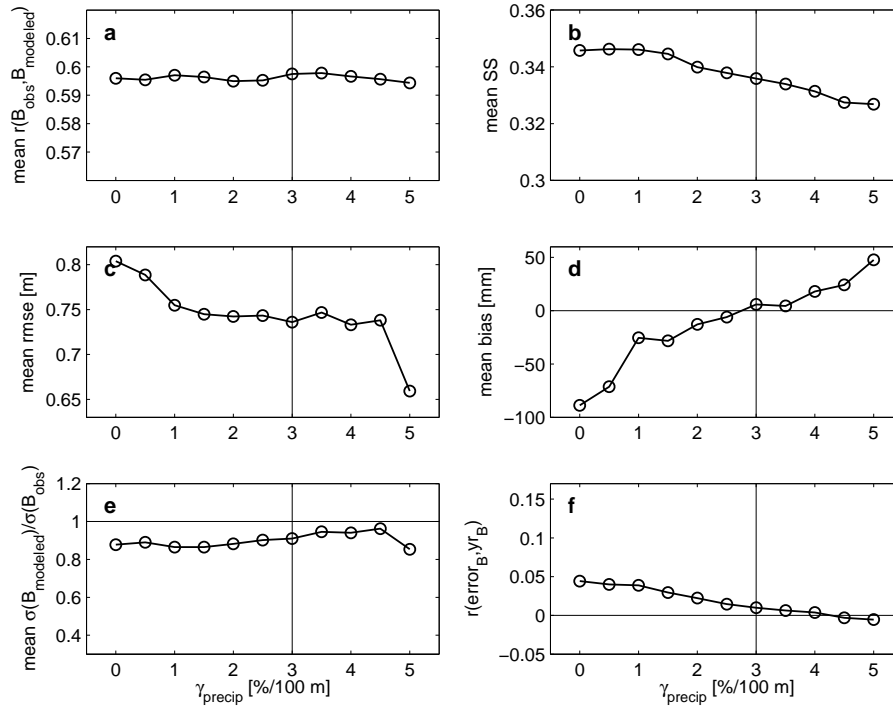 a
0.61
0.6
0.59
0.57
mean r(B_obs,B_modeled)
0 1 2 3 4 5
b
0.36
0.34
0.32
0.3
mean SS
0 1 2 3 4 5
c
0.8
0.75
0.7
0.65
mean rmse [m]
0 1 2 3 4 5
d
50
0
−50
−100
mean bias [mm]
0 1 2 3 4 5
e
1.2
1
0.8
0.6
0.4
mean σ(B_modeled)/σ(B_obs)
0 1 2 3 4 5
γ_precip [%/100 m]
f
0.15
0.1
0.05
0
−0.05
r(error_B,yr_B)
0 1 2 3 4 5
γ_precip [%/100 m]